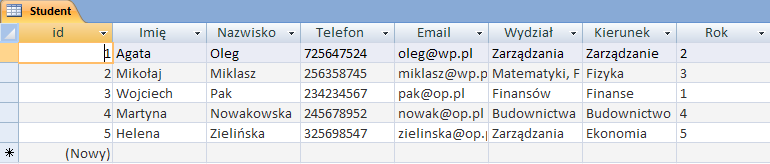 Student
id Imię Nazwisko Telefon Email Wydział Kierunek Rok
1 Agata Oleg 725647524 oleg@wp.pl Zarządzania Zarządzanie 2
2 Mikołaj Miklasz 256358745 miklasz@wp.p Matematyki, F Fizyka 3
3 Wojciech Pak 234234567 pak@op.pl Finansów Finanse 1
4 Martyna Nowakowska 245678952 nowak@op.pl Budownictwa Budownictwo 4
5 Helena Zielińska 325698547 zielinska@op.p Zarządzania Ekonomia 5
(Nowy)